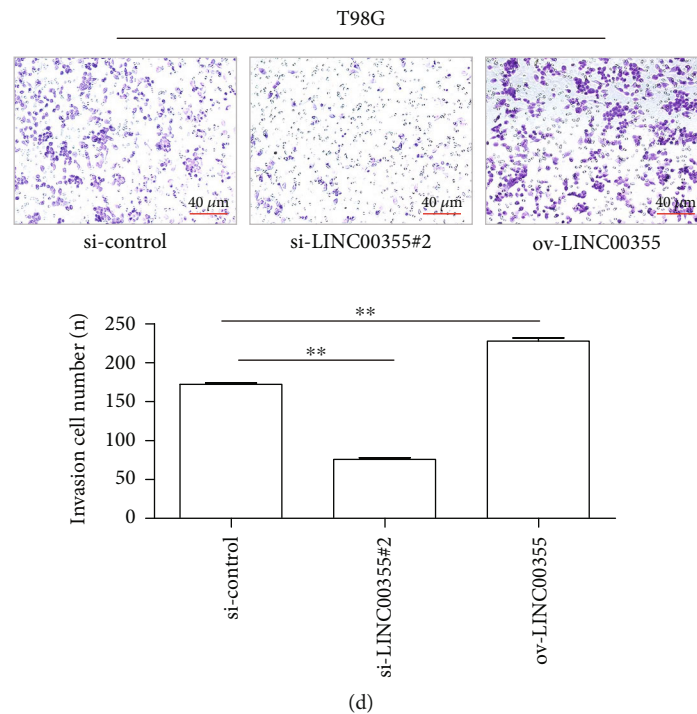 T98G
40 µm
40 µm
40 µm
si-control
si-LINC00355#2
ov-LINC00355
**
**
Invasion cell number (n)
250
200
150
100
50
0
si-control
si-LINC00355#2
ov-LINC00355
(d)